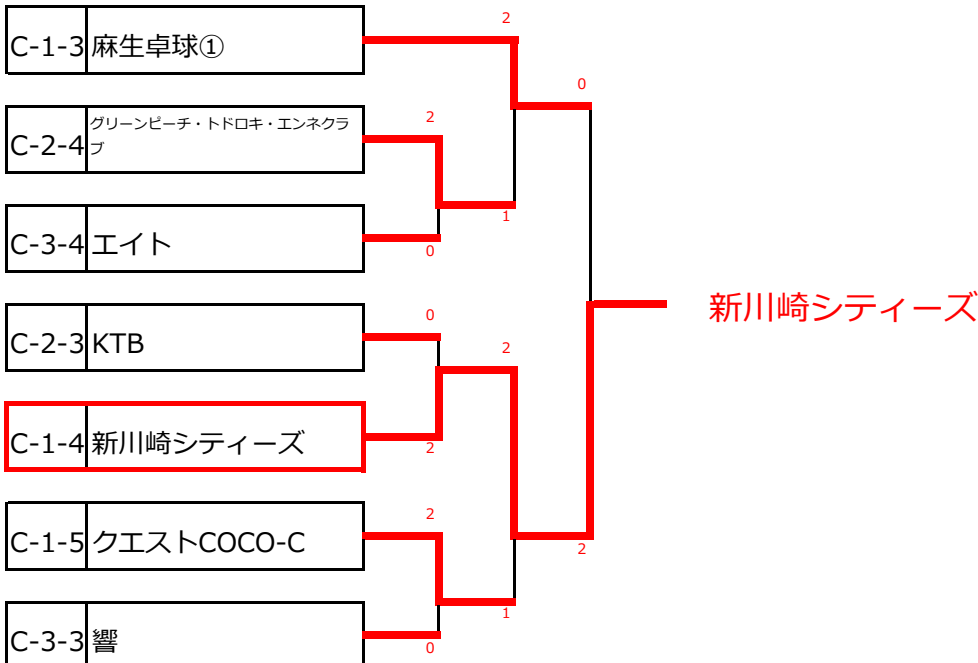 2
C-1-3 麻生卓球①
0
グリーンピーチ・トドロキ・エンネクラ
C-2-4 ブ
2
1
C-3-4 エイト
0
新川崎シティーズ
0
C-2-3 KTB
2
C-1-4 新川崎シティーズ
2
2
C-1-5 クエストCOCO-C
2
1
C-3-3 響
0